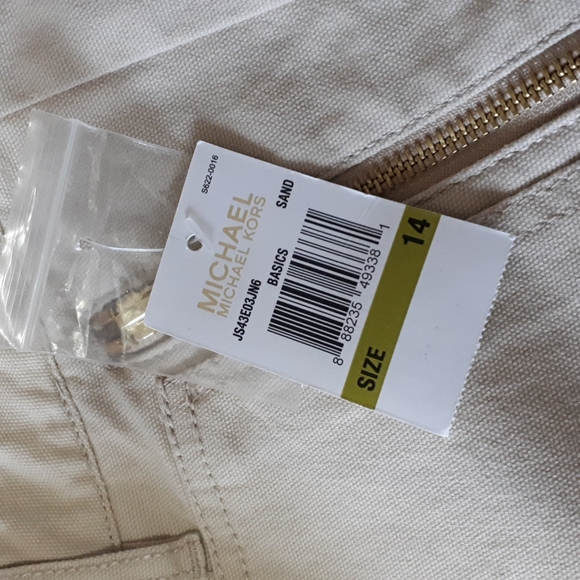 S622-0016
MICHAEL
MICHAEL KORS
JS43E03JN6
BASICS SAND
8 88235 49338 1
SIZE 14